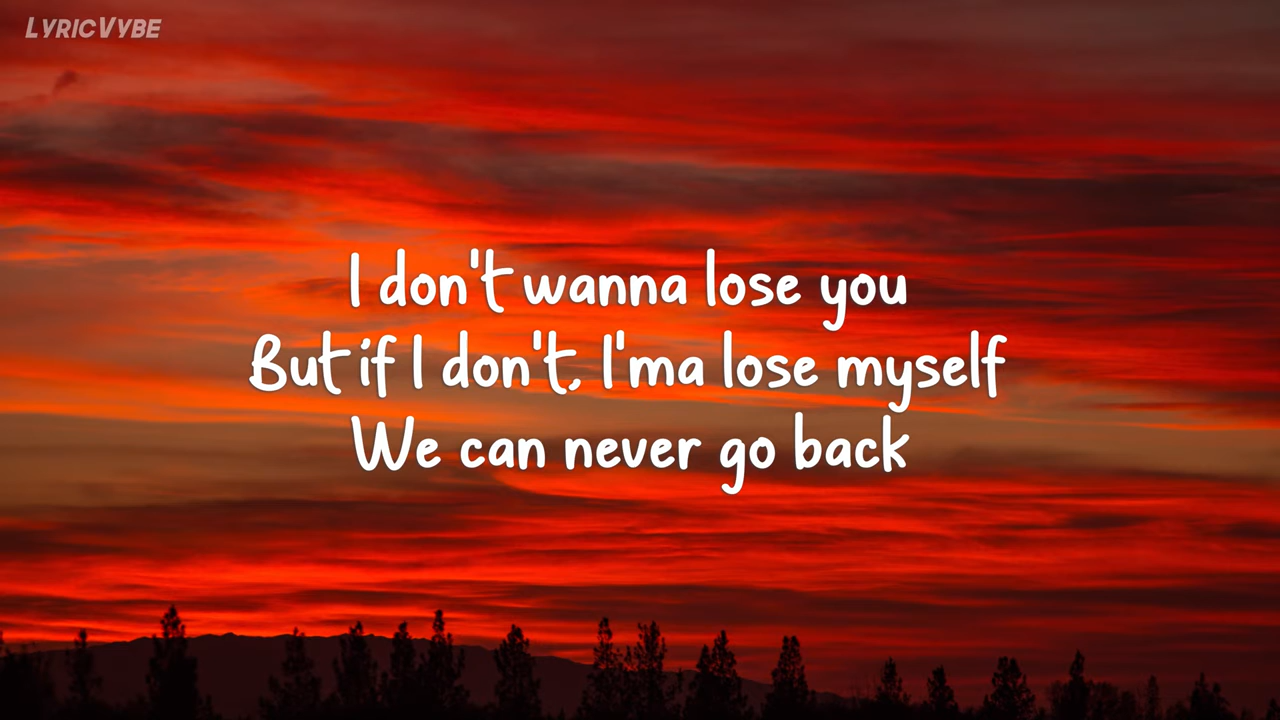 LyricVybe
I don't wanna lose you
But if I don't, I'ma lose myself
We can never go back